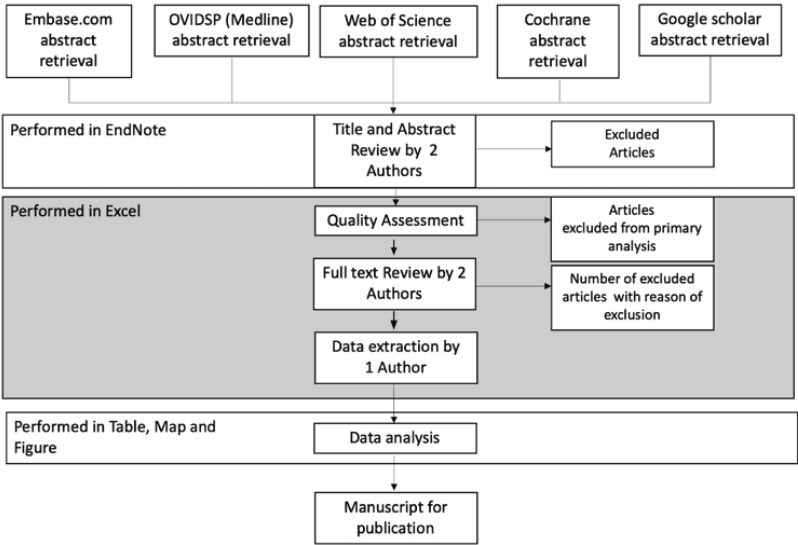 Embase.com
abstract
retrieval
OVIDSP (Medline)
abstract retrieval
Web of Science
abstract retrieval
Cochrane
abstract
retrieval
Google scholar
abstract retrieval
Performed in EndNote
Title and Abstract
Review by 2
Authors
Excluded
Articles
Performed in Excel
Quality Assessment
Articles
excluded from primary
analysis
Full text Review by 2
Authors
Number of excluded
articles with reason of
exclusion
Data extraction by
1 Author
Performed in Table, Map and
Figure
Data analysis
Manuscript for
publication